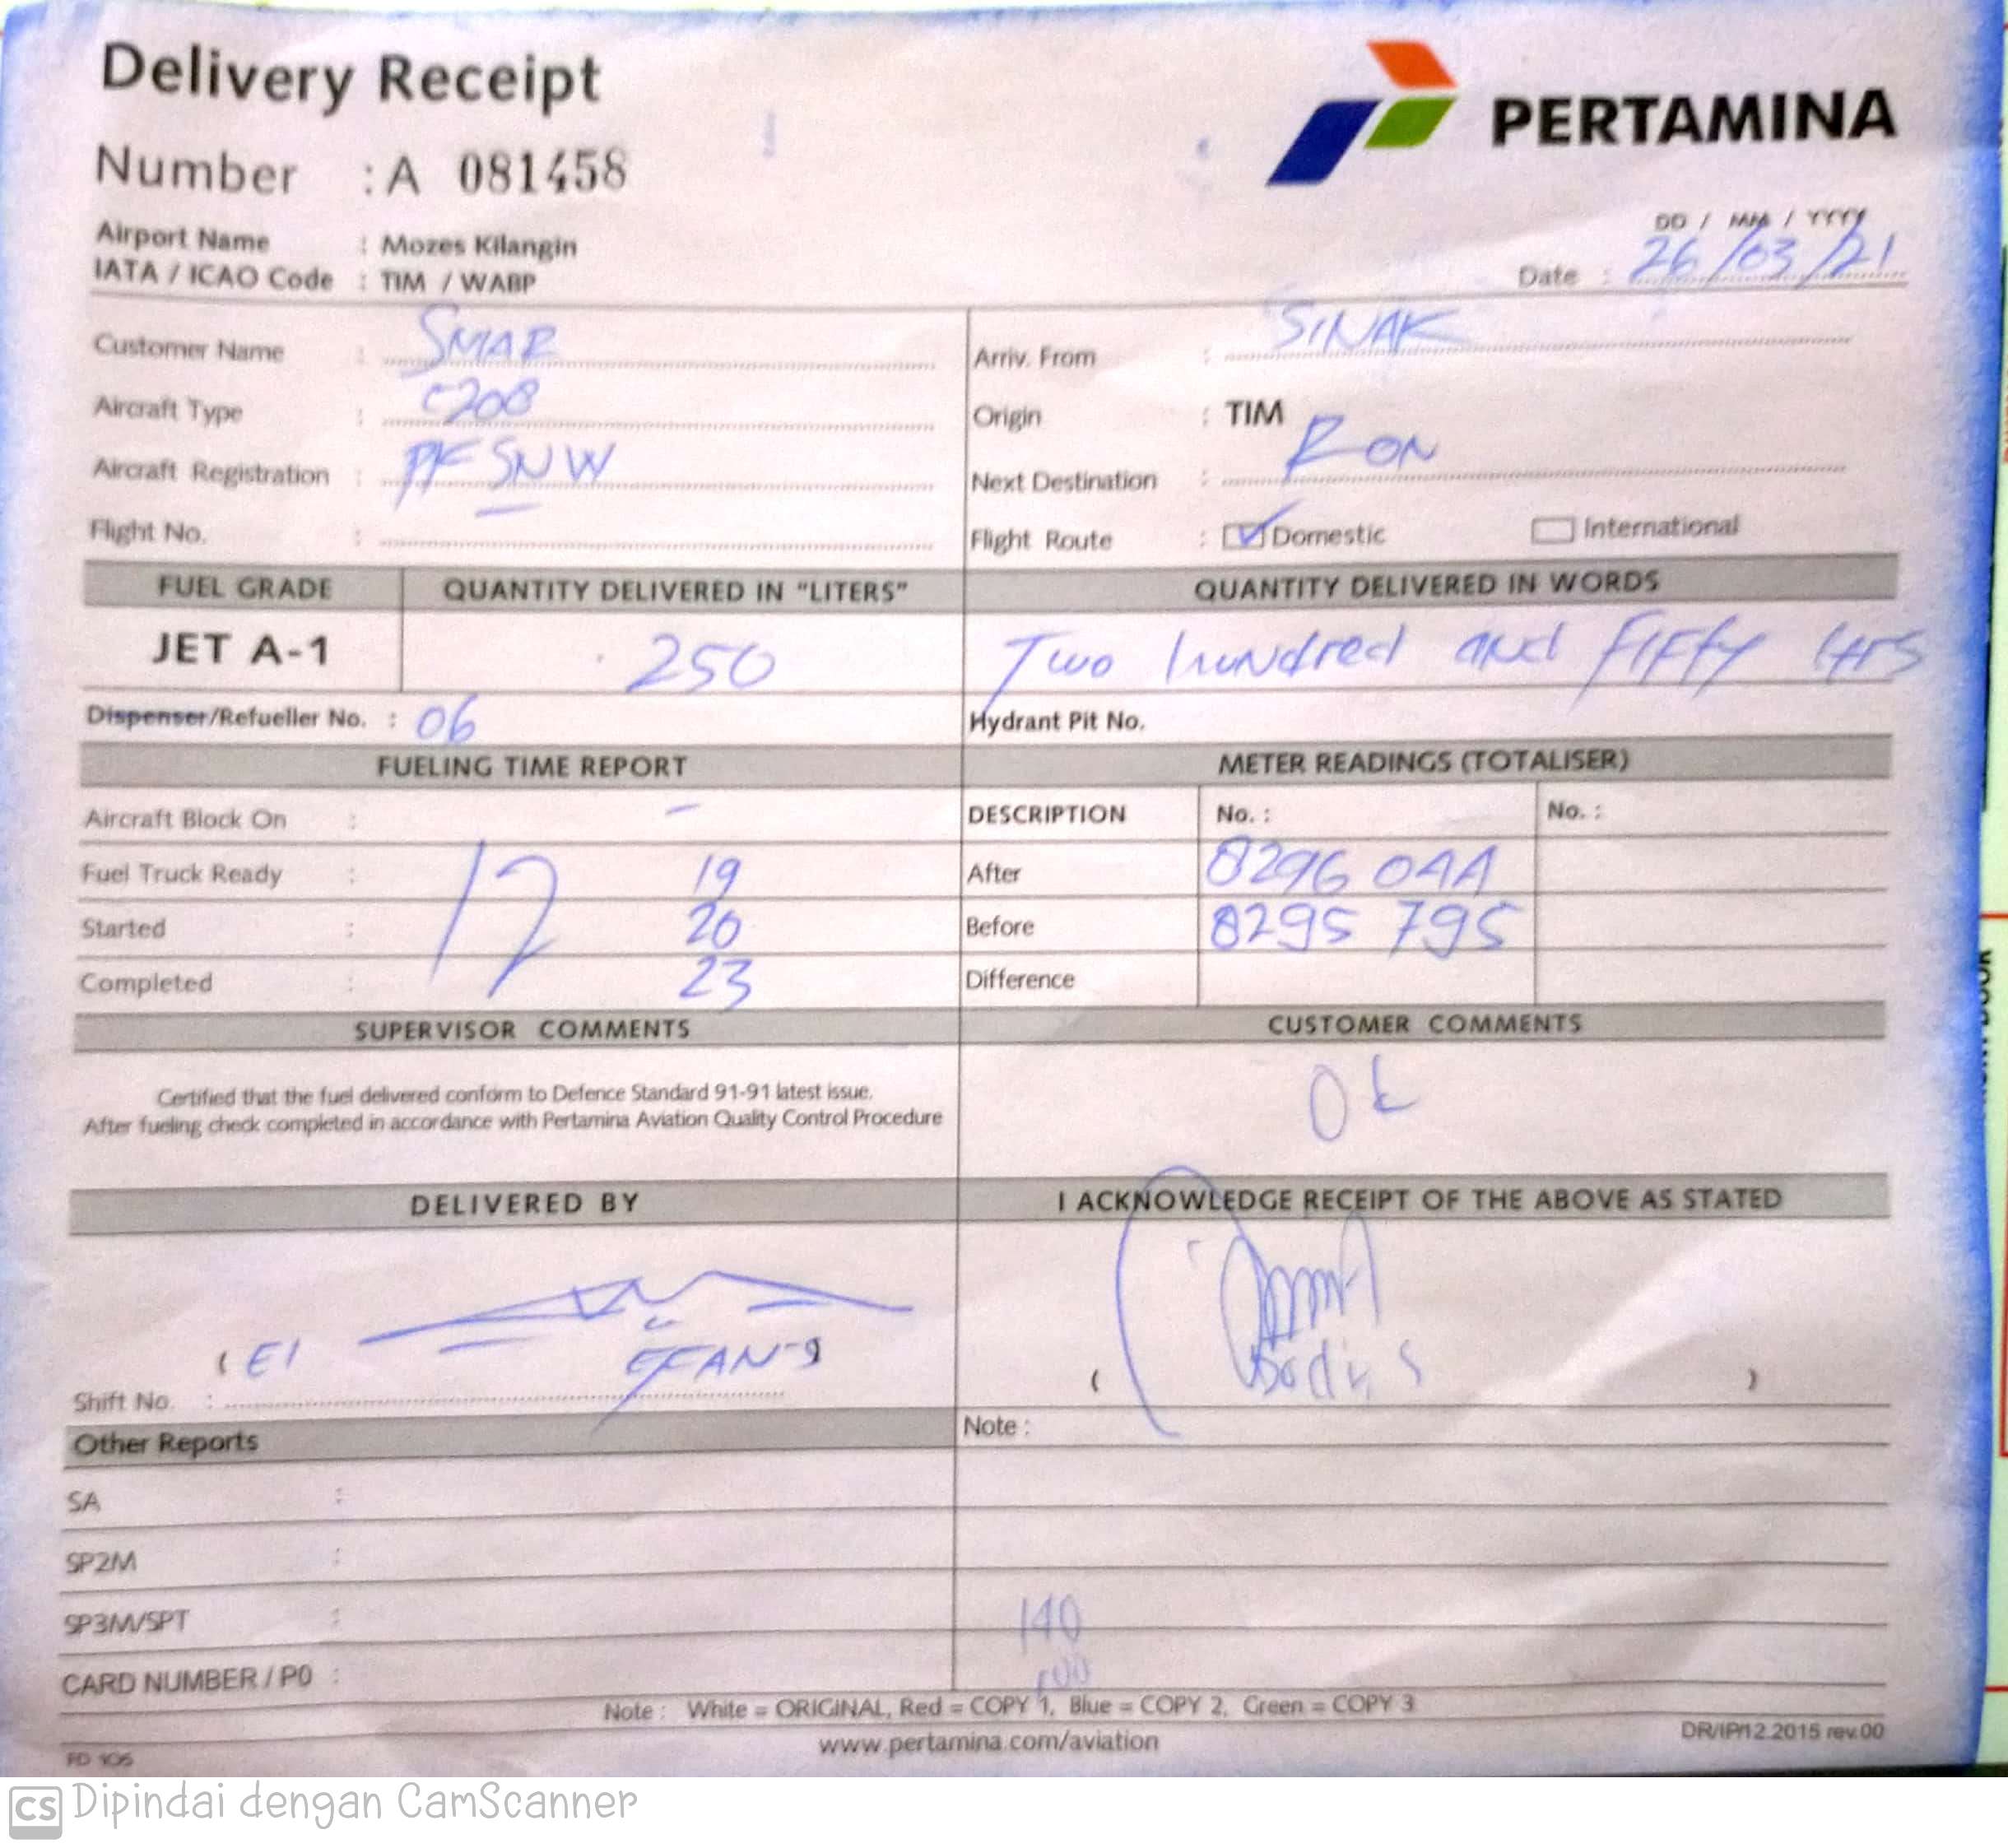 Delivery Receipt
PERTAMINA
Number : A 081458
Airport Name : Mozes Kilangin
IATA / ICAO Code : TIM / WABP
DD / MM / YYYY
Date : 26/03/21
Customer Name : SMAR
Arriv. From : SINAK
Aircraft Type : C208
Origin : TIM
Aircraft Registration : PK SNW
Next Destination : RON
Flight No. :
Flight Route : Domestic International
FUEL GRADE QUANTITY DELIVERED IN "LITERS" QUANTITY DELIVERED IN WORDS
JET A-1 250 Two hundred and FIFty ltrs
Dispenser/Refueller No. : 06 Hydrant Pit No.
FUELING TIME REPORT METER READINGS (TOTALISER)
Aircraft Block On : - DESCRIPTION No. : No. :
Fuel Truck Ready : 17 19 After 8296 044
Started : 20 Before 8295 795
Completed : 23 Difference
SUPERVISOR COMMENTS CUSTOMER COMMENTS
Certified that the fuel delivered conform to Defence Standard 91-91 latest issue.
After fueling check completed in accordance with Pertamina Aviation Quality Control Procedure
Ok
DELIVERED BY I ACKNOWLEDGE RECEIPT OF THE ABOVE AS STATED
( )
Shift No. :
Other Reports Note :
SA :
SP2M :
SP3M/SPT : 140
CARD NUMBER / P0 :
Note : White = ORIGINAL, Red = COPY 1, Blue = COPY 2, Green = COPY 3
www.pertamina.com/aviation
DR/IP/12.2015 rev.00
FD 106
CS Dipindai dengan CamScanner